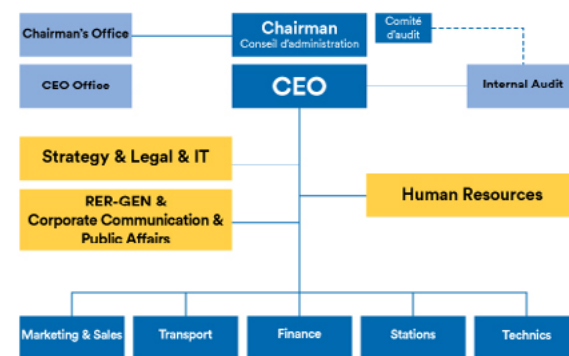 Chairman's Office
Chairman
Conseil d'administration
Comité
d'audit
CEO Office
CEO
Internal Audit
Strategy & Legal & IT
RER-GEN &
Corporate Communication &
Public Affairs
Human Resources
Marketing & Sales
Transport
Finance
Stations
Technics